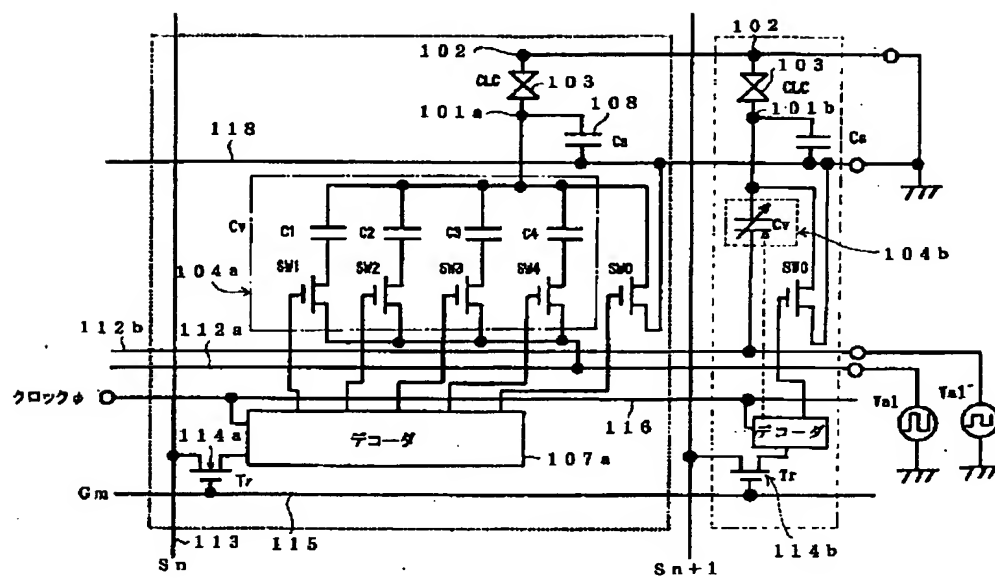 102
102
103
CLC
103
CLC
101a
108
101b
118
Cs
Cs
Cv
C1
C2
C3
C4
Cv
104b
104a
SW1
SW2
SW3
SW4
SW0
SW0
112b
112a
クロックφ
116
Va1
Va1-
デコーダ
デコーダ
114a
107a
Tr
Tr
Gm
115
114b
113
Sn
Sn+1